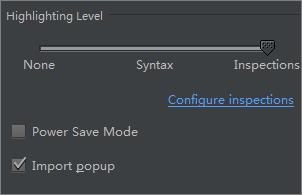 Highlighting Level
None Syntax Inspections
Configure inspections
Power Save Mode
Import popup